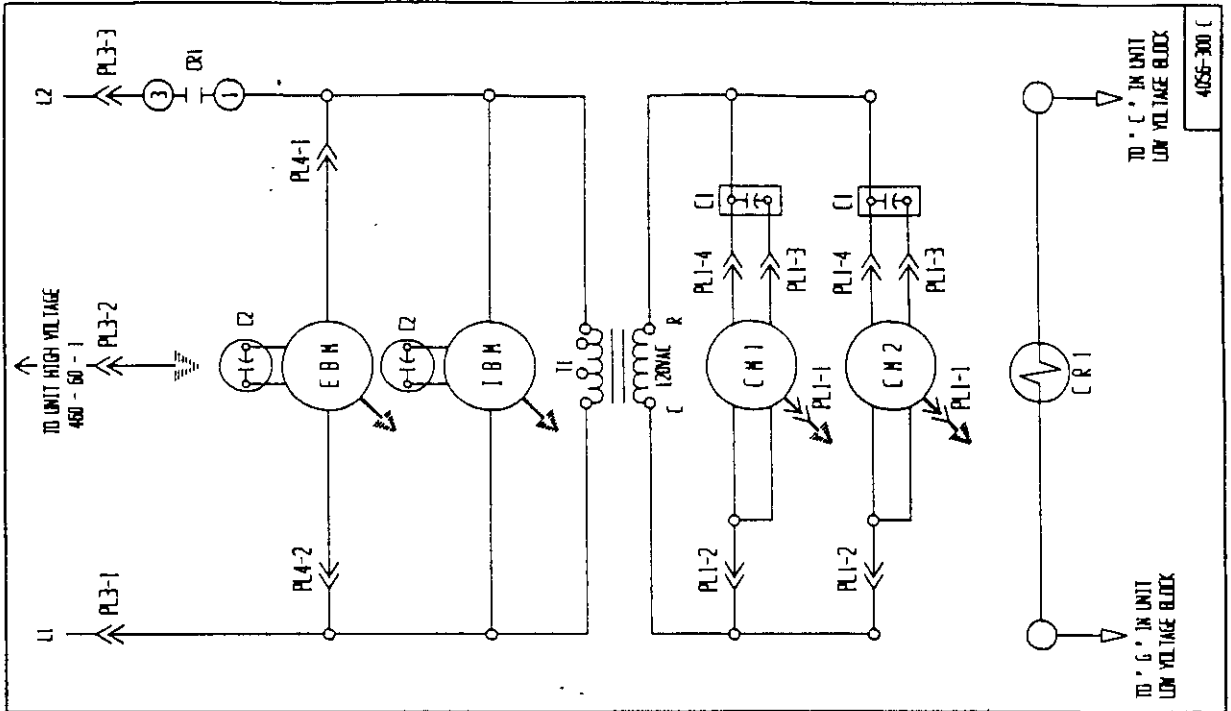 L1
PL3-1
TO UNIT HIGH VOLTAGE
460 - 60 - 1
PL3-2
L2
PL3-3
3
CR1
1
PL4-2
C2
EBM
PL4-1
C2
IBM
T1
C
120VAC
R
PL1-2
CM1
PL1-1
PL1-4
PL1-3
C1
PL1-2
CM2
PL1-1
PL1-4
PL1-3
C1
CR1
TO " G " IN UNIT
LOW VOLTAGE BLOCK
TO " C " IN UNIT
LOW VOLTAGE BLOCK
4056-300 C